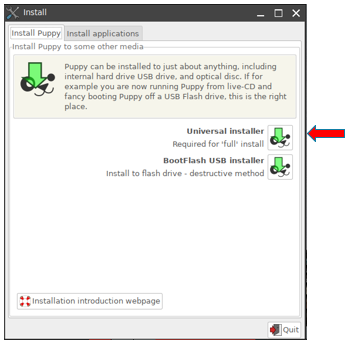 Install
Install Puppy
Install applications
Install Puppy to some other media
Puppy can be installed to just about anything, including
internal hard drive USB drive, and optical disc. If for
example you are now running Puppy from live-CD and
fancy booting Puppy off a USB Flash drive, this is the right
place.
Universal installer
Required for 'full' install
BootFlash USB installer
Install to flash drive - destructive method
Installation introduction webpage
Quit